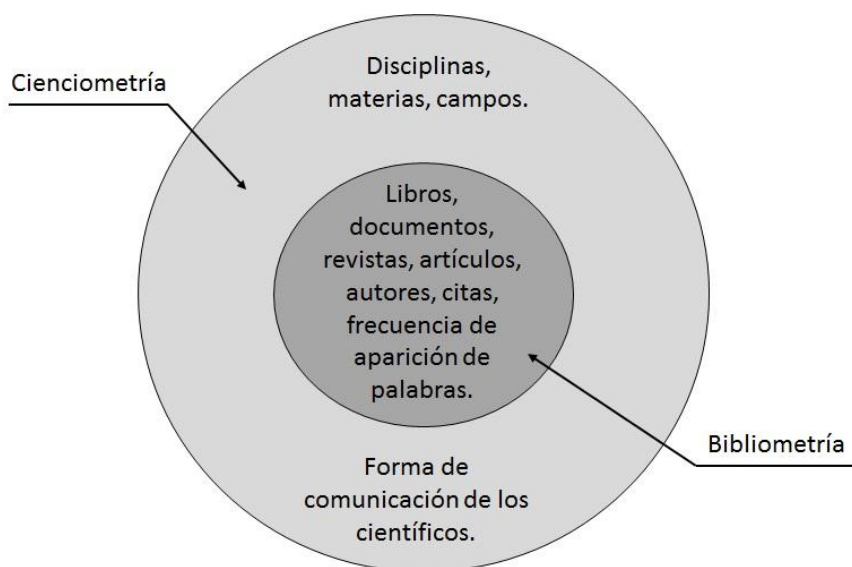 Cienciometría
Disciplinas,
materias, campos.
Libros,
documentos,
revistas, artículos,
autores, citas,
frecuencia de
aparición de
palabras.
Bibliometría
Forma de
comunicación de los
científicos.